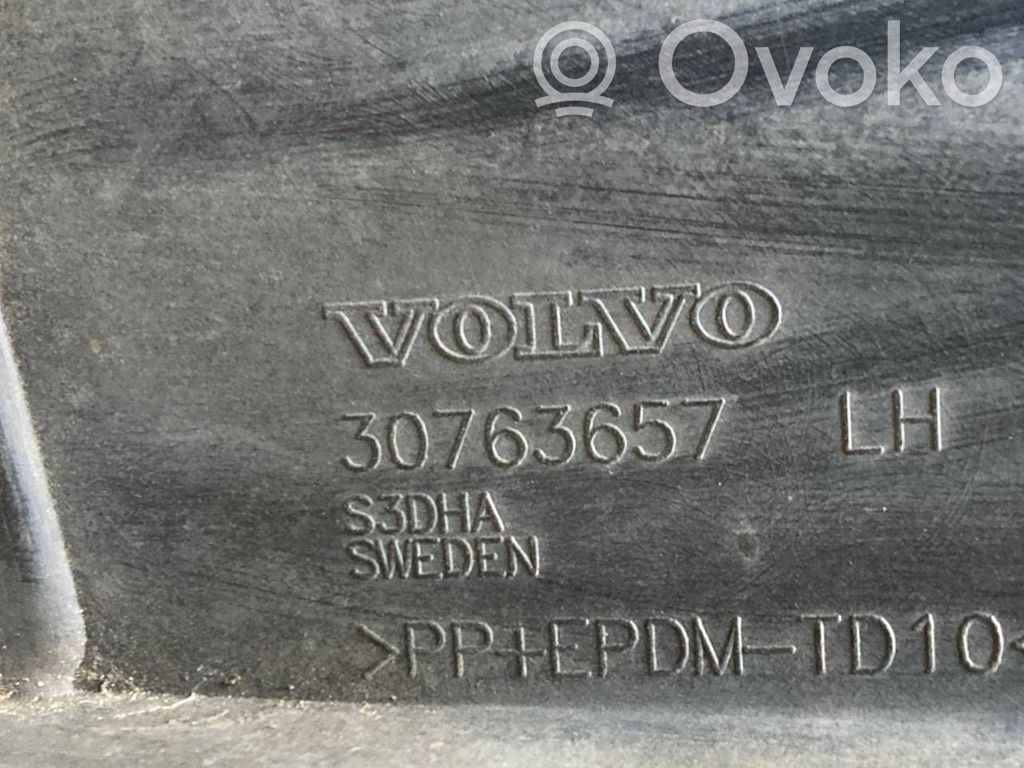 Ovoko
VOLVO
30763657 LH
S3DHA
SWEDEN
>PP+EPDM-TD10<